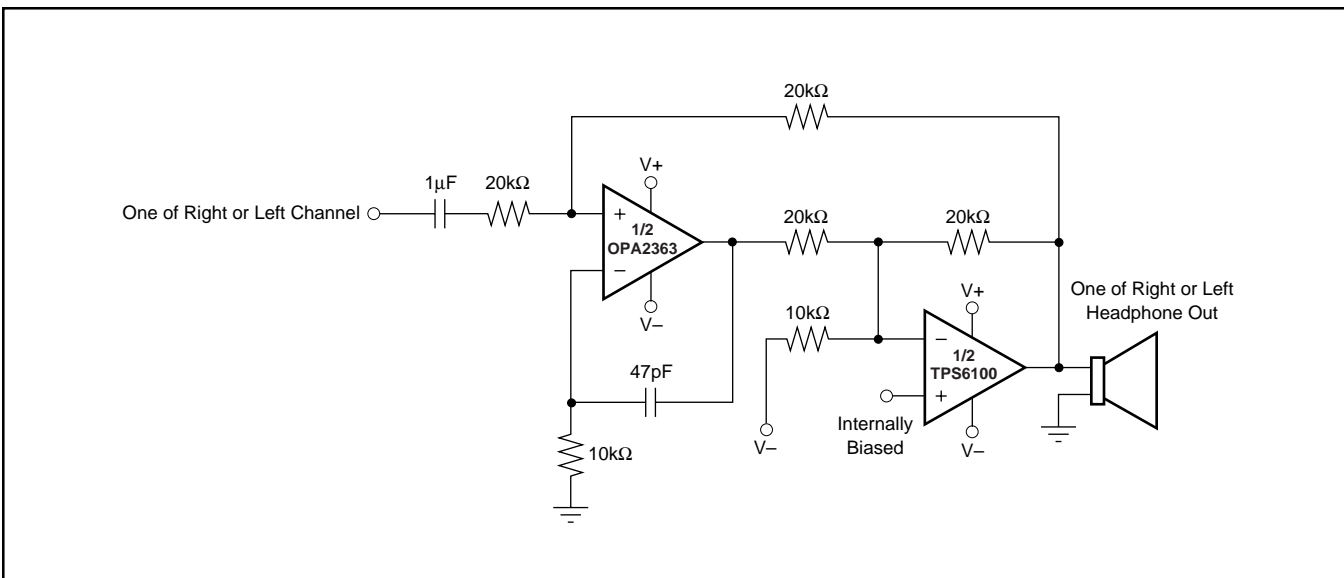 20kΩ
1µF
20kΩ
V+
One of Right or Left Channel
+
1/2
OPA2363
−
V−
20kΩ
20kΩ
10kΩ
V−
V+
−
1/2
TPS6100
+
V−
Internally
Biased
One of Right or Left
Headphone Out
47pF
10kΩ